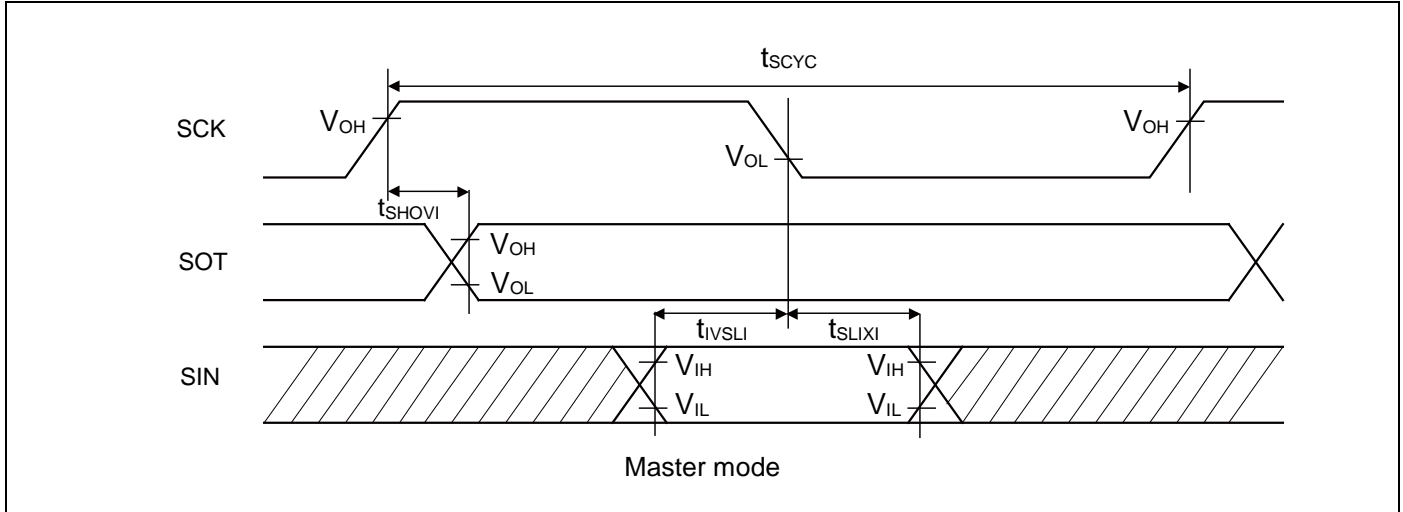 tSCYC
SCK
VOH
VOH
VOL
tSHOVI
SOT
VOH
VOL
tIVSLI
tSLIXI
SIN
VIH
VIH
VIL
VIL
Master mode